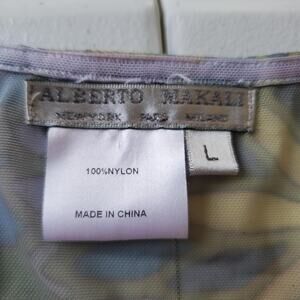 ALBERTO MAKALI
NEW YORK PARIS MILANO
L
100%NYLON
MADE IN CHINA